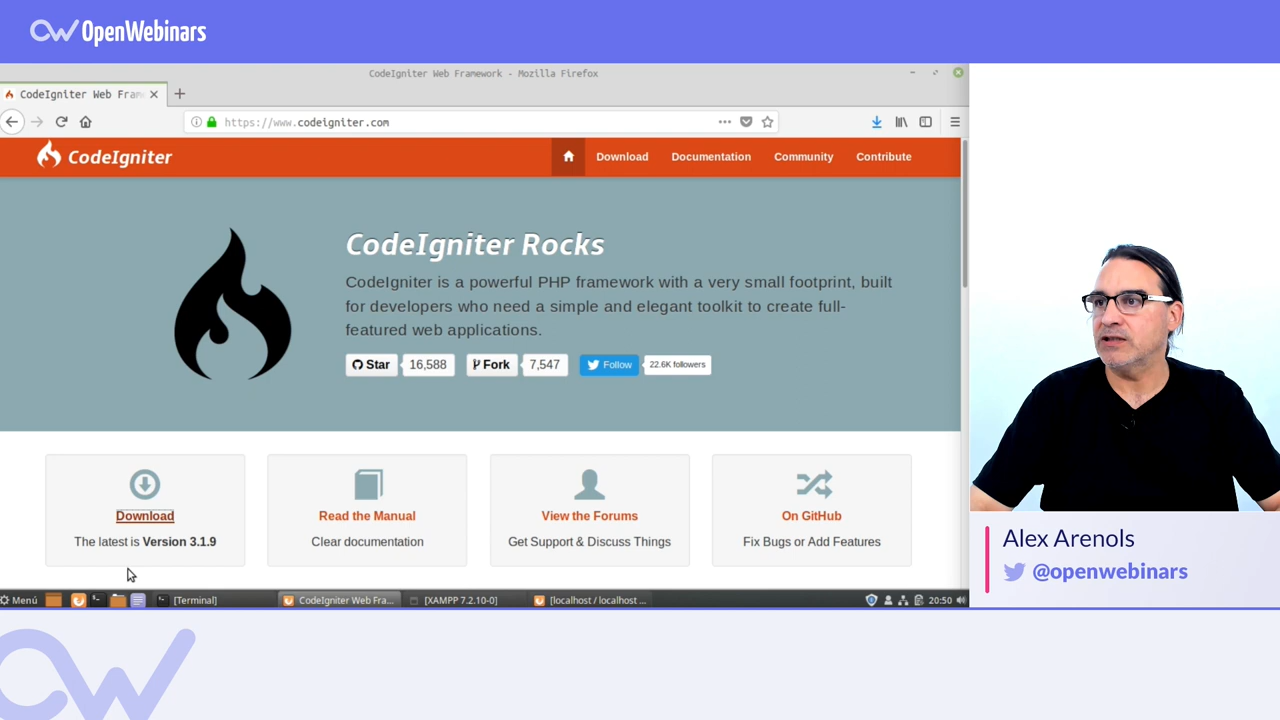 OpenWebinars
CodeIgniter Web Framework - Mozilla Firefox
CodeIgniter Web Fram
https://www.codeigniter.com
CodeIgniter
Download Documentation Community Contribute
CodeIgniter Rocks
CodeIgniter is a powerful PHP framework with a very small footprint, built
for developers who need a simple and elegant toolkit to create full-
featured web applications.
Star 16,588 Fork 7,547 Follow 22.6K followers
Download
The latest is Version 3.1.9
Read the Manual
Clear documentation
View the Forums
Get Support & Discuss Things
On GitHub
Fix Bugs or Add Features
Alex Arenols
@openwebinars
Menú [Terminal] CodeIgniter Web Fra... [XAMPP 7.2.10-0] [localhost / localhost ... 20:50